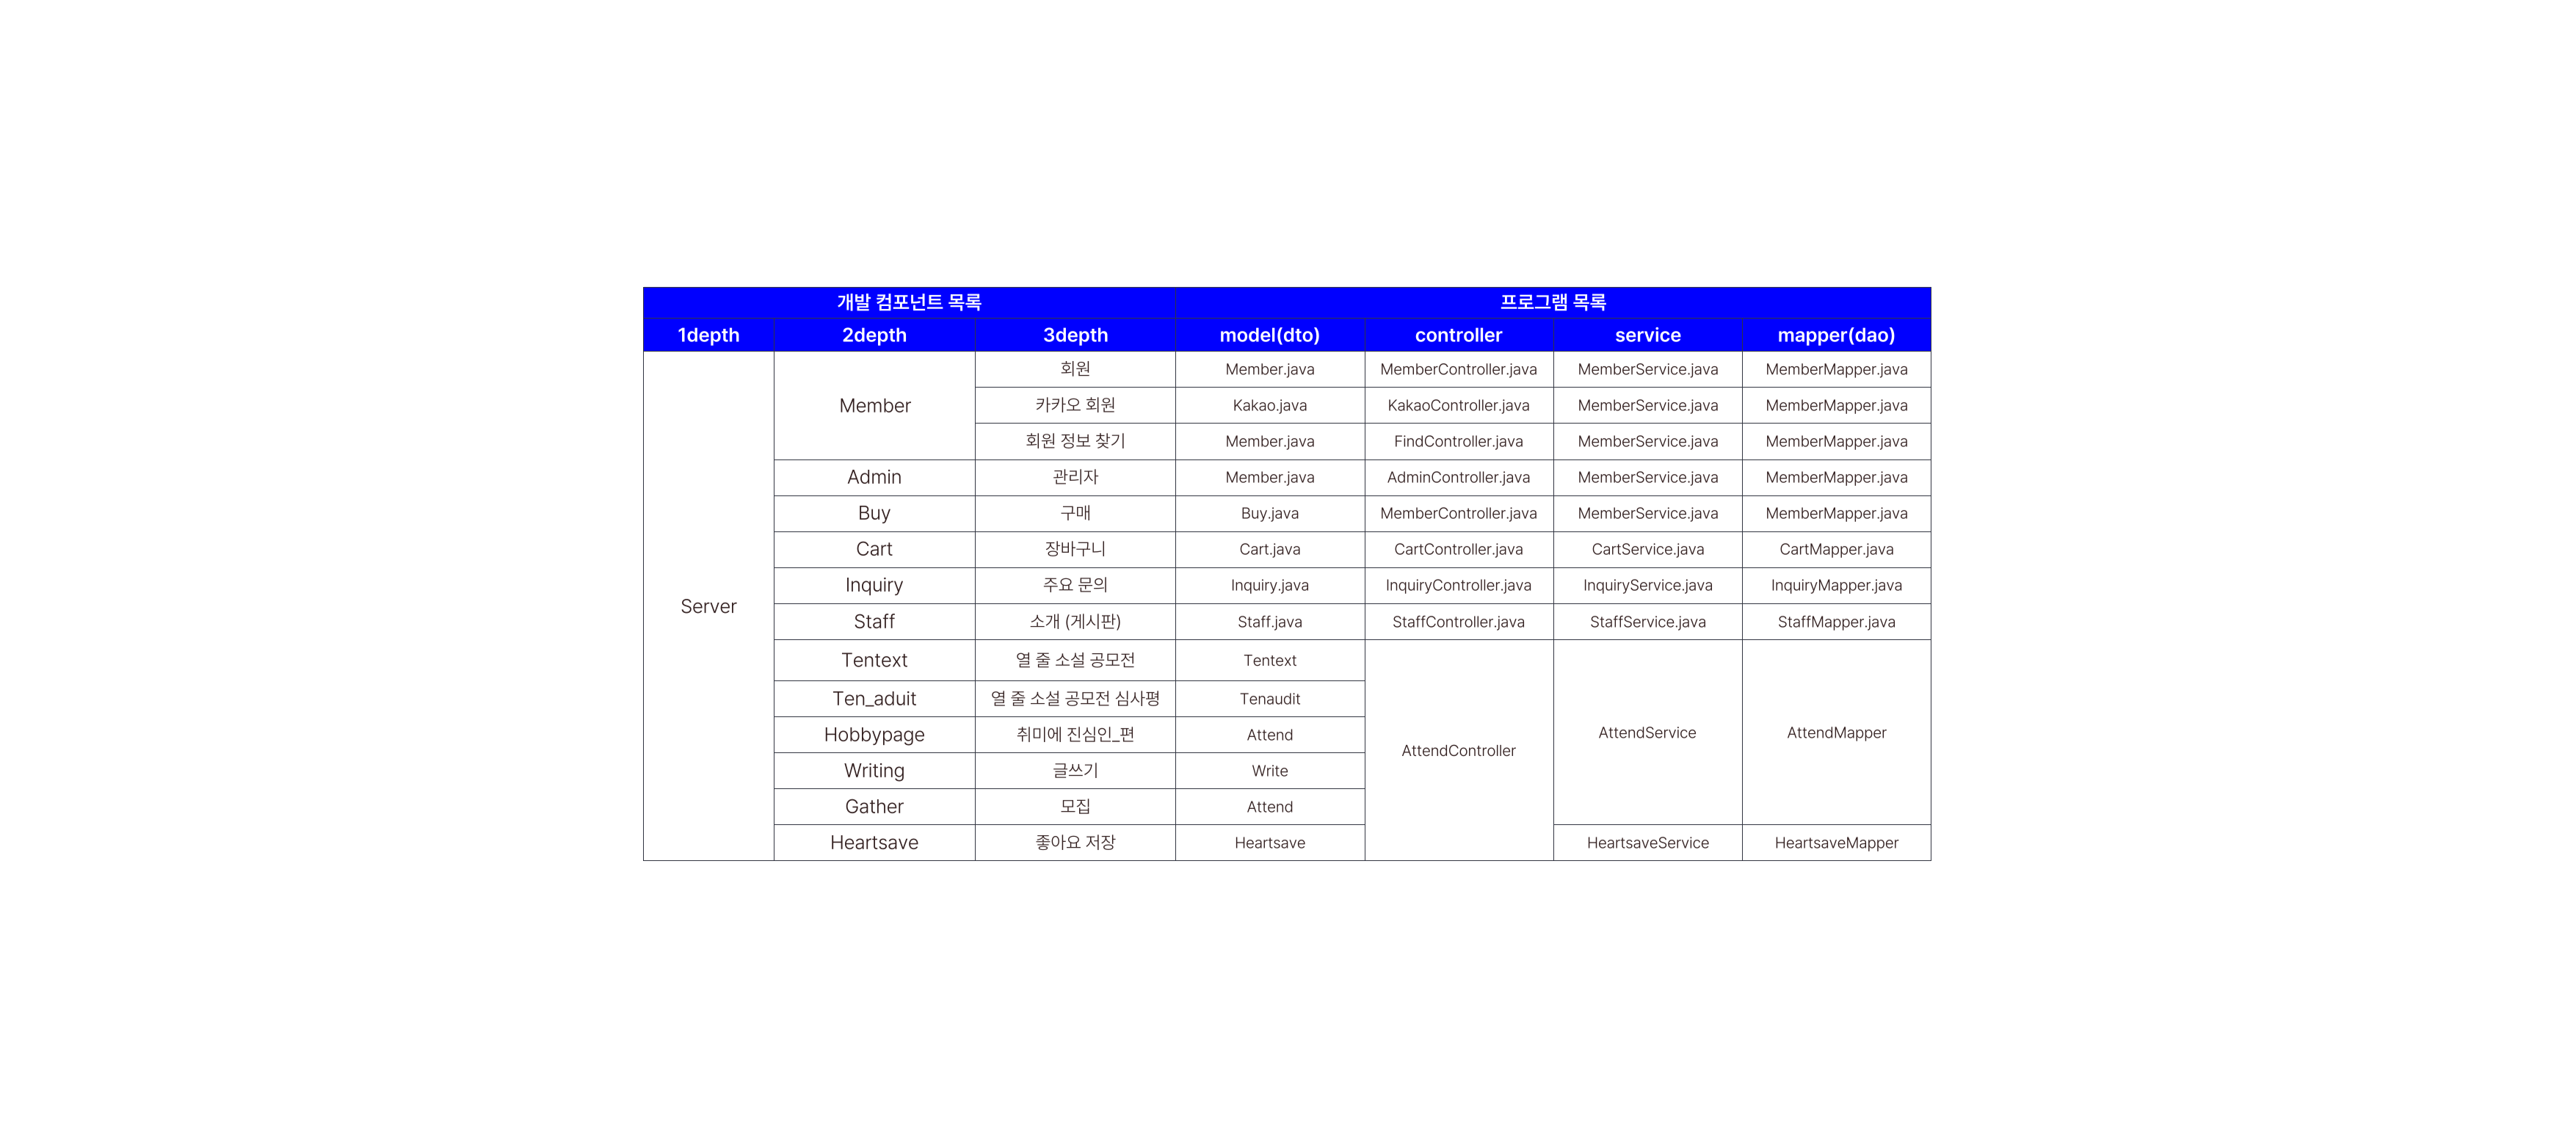 개발 컴포넌트 목록 프로그램 목록
1depth 2depth 3depth model(dto) controller service mapper(dao)
Server
Member
회원 Member.java MemberController.java MemberService.java MemberMapper.java
카카오 회원 Kakao.java KakaoController.java MemberService.java MemberMapper.java
회원 정보 찾기 Member.java FindController.java MemberService.java MemberMapper.java
Admin 관리자 Member.java AdminController.java MemberService.java MemberMapper.java
Buy 구매 Buy.java MemberController.java MemberService.java MemberMapper.java
Cart 장바구니 Cart.java CartController.java CartService.java CartMapper.java
Inquiry 주요 문의 Inquiry.java InquiryController.java InquiryService.java InquiryMapper.java
Staff 소개 (게시판) Staff.java StaffController.java StaffService.java StaffMapper.java
Tentext 열 줄 소설 공모전 Tentext
Ten_aduit 열 줄 소설 공모전 심사평 Tenaudit
Hobbypage 취미에 진심인_편 Attend
AttendController AttendService AttendMapper
Writing 글쓰기 Write
Gather 모집 Attend
Heartsave 좋아요 저장 Heartsave HeartsaveService HeartsaveMapper